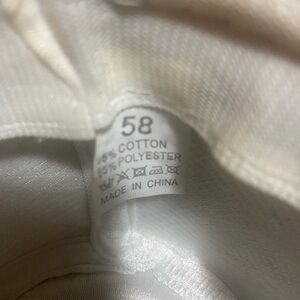 58
COTTON
POLYESTER
MADE IN CHINA